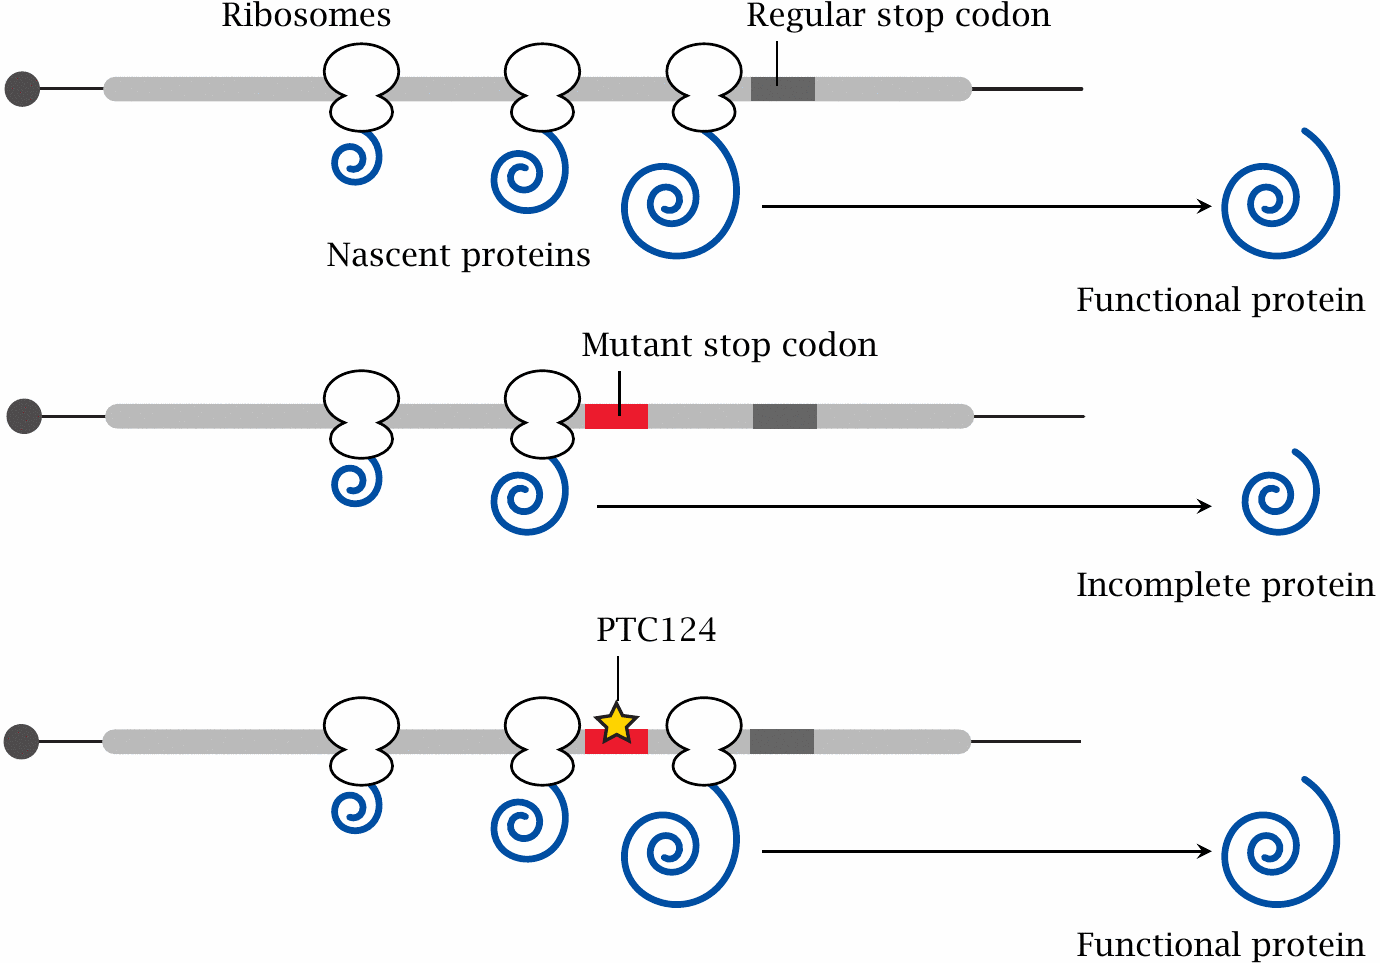 Ribosomes
Regular stop codon
Nascent proteins
Functional protein
Mutant stop codon
Incomplete protein
PTC124
Functional protein